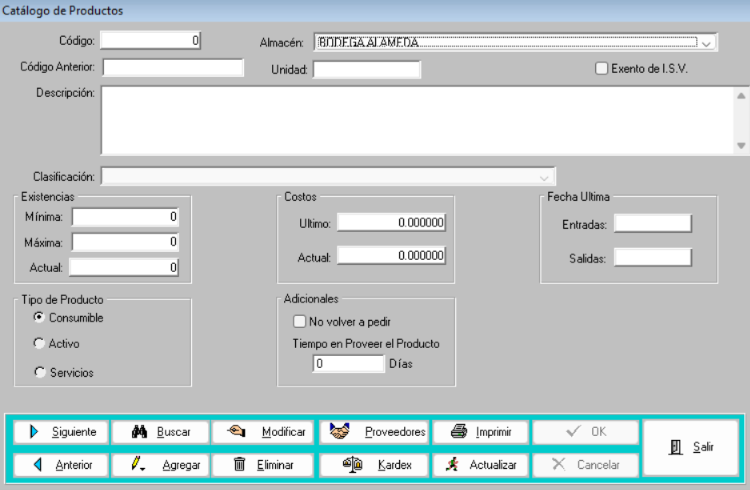 Catálogo de Productos
Código: 0 Almacén: BODEGA ALAMEDA
Código Anterior: Unidad: Exento de I.S.V.
Descripción:
Clasificación:
Existencias Costos Fecha Ultima
Mínima: 0 Ultimo: 0.000000 Entradas:
Máxima: 0
Actual: 0 Actual: 0.000000 Salidas:
Tipo de Producto Adicionales
Consumible No volver a pedir
Activo Tiempo en Proveer el Producto
0 Días
Servicios
Siguiente Buscar Modificar Proveedores Imprimir OK
Salir
Anterior Agregar Eliminar Kardex Actualizar Cancelar